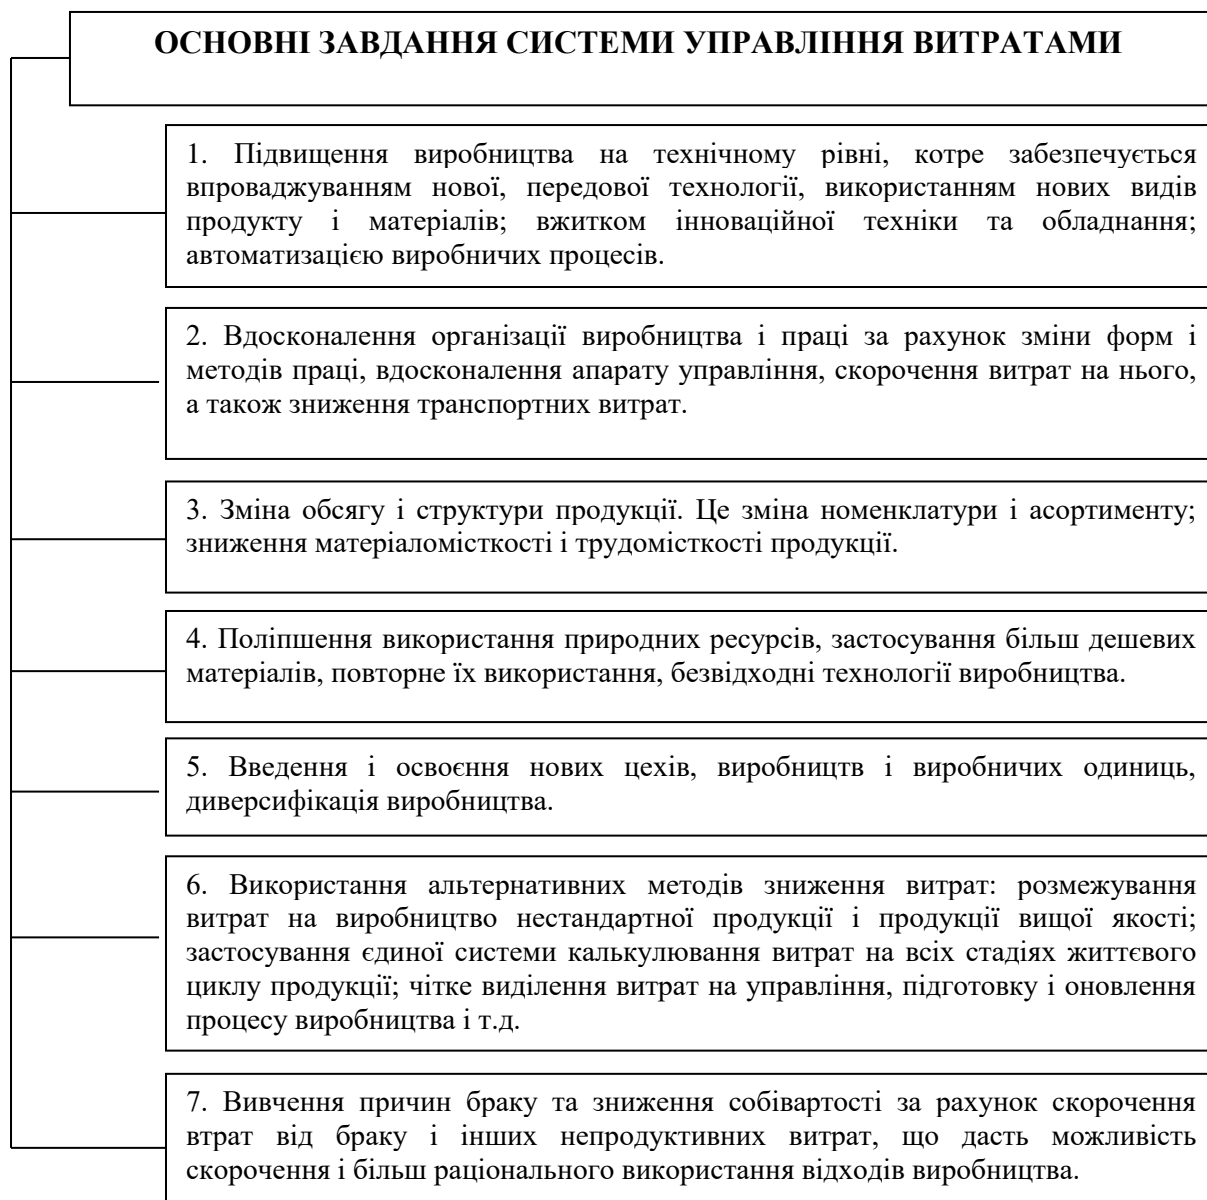 ОСНОВНІ ЗАВДАННЯ СИСТЕМИ УПРАВЛІННЯ ВИТРАТАМИ
1. Підвищення виробництва на технічному рівні, котре забезпечується
впроваджуванням нової, передової технології, використанням нових видів
продукту і матеріалів; вжитком інноваційної техніки та обладнання;
автоматизацією виробничих процесів.
2. Вдосконалення організації виробництва і праці за рахунок зміни форм і
методів праці, вдосконалення апарату управління, скорочення витрат на нього,
а також зниження транспортних витрат.
3. Зміна обсягу і структури продукції. Це зміна номенклатури і асортименту;
зниження матеріаломісткості і трудомісткості продукції.
4. Поліпшення використання природних ресурсів, застосування більш дешевих
матеріалів, повторне їх використання, безвідходні технології виробництва.
5. Введення і освоєння нових цехів, виробництв і виробничих одиниць,
диверсифікація виробництва.
6. Використання альтернативних методів зниження витрат: розмежування
витрат на виробництво нестандартної продукції і продукції вищої якості;
застосування єдиної системи калькулювання витрат на всіх стадіях життєвого
циклу продукції; чітке виділення витрат на управління, підготовку і оновлення
процесу виробництва і т.д.
7. Вивчення причин браку та зниження собівартості за рахунок скорочення
втрат від браку і інших непродуктивних витрат, що дасть можливість
скорочення і більш раціонального використання відходів виробництва.